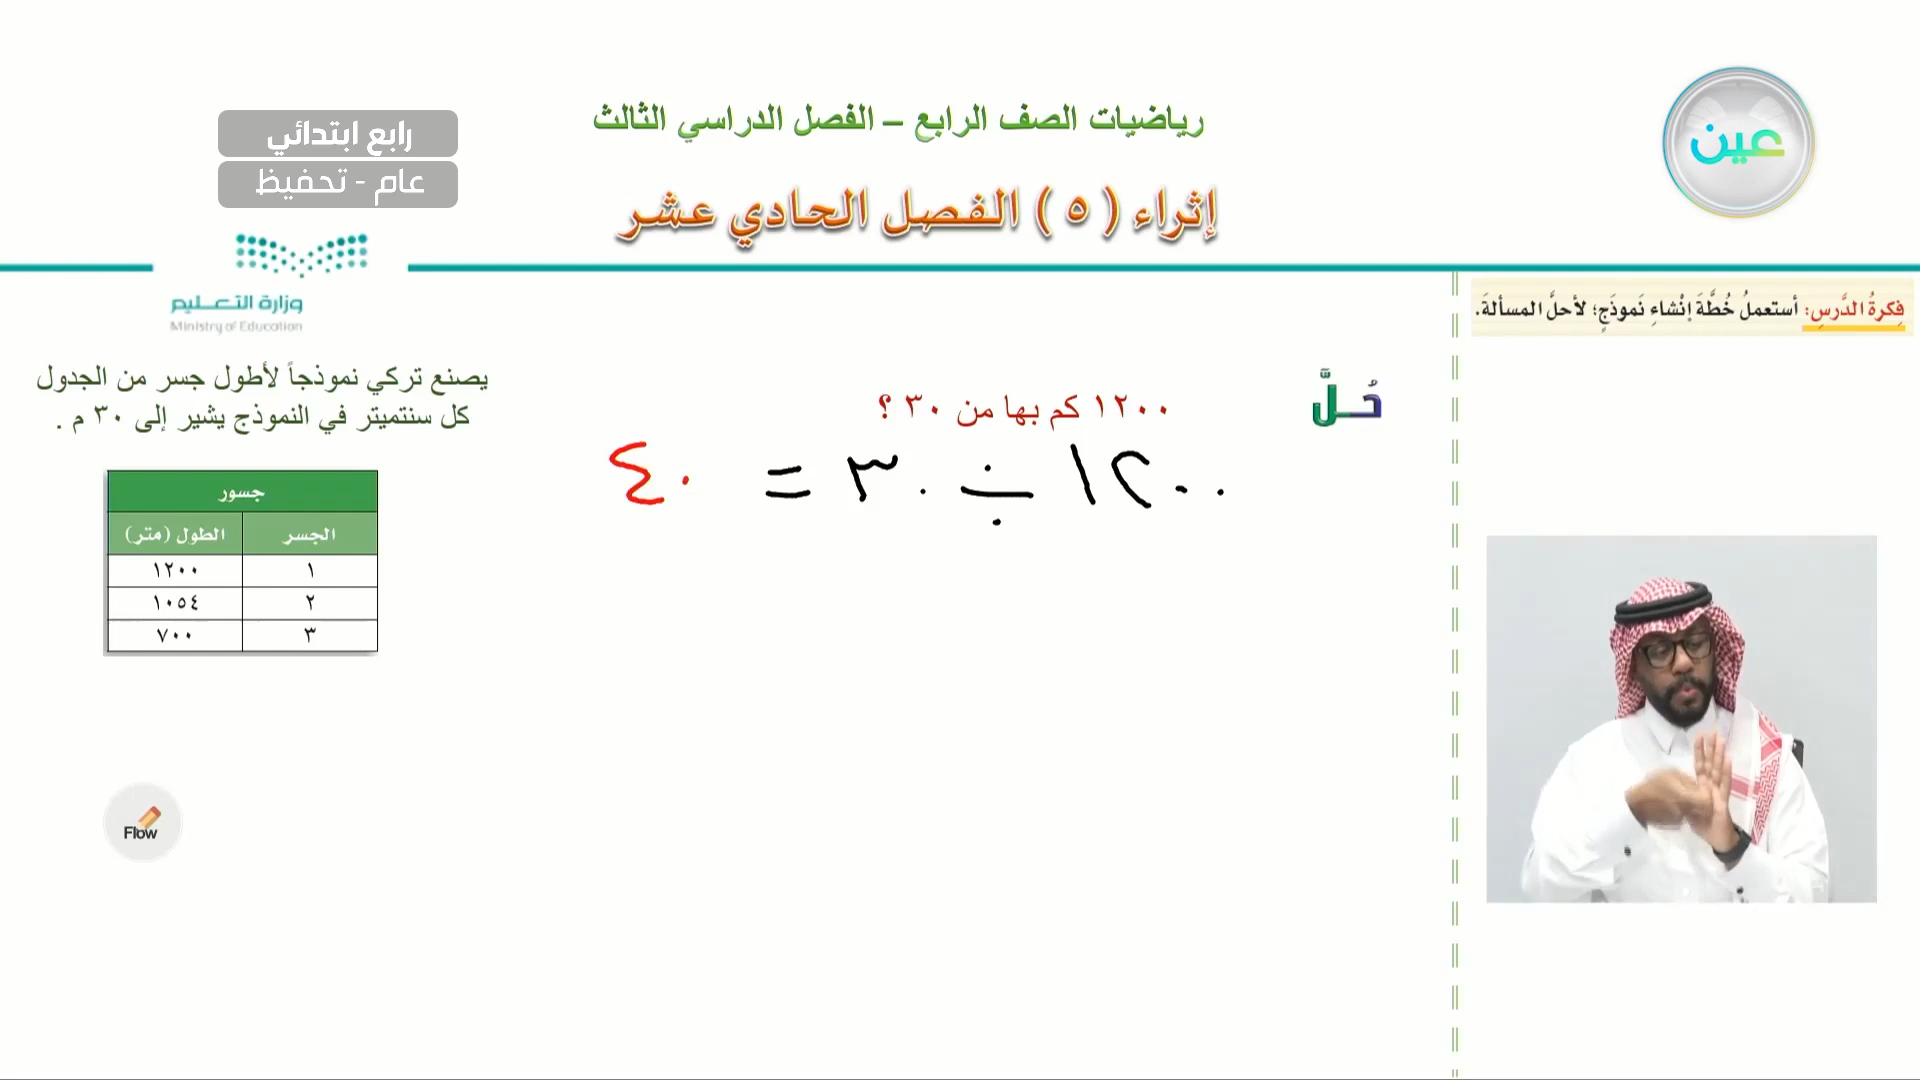 رياضيات الصف الرابع – الفصل الدراسي الثالث
إثراء ( ٥ ) الفصل الحادي عشر
عين
رابع ابتدائي
عام - تحفيظ
وزارة التعليم
Ministry of Education
فِكرةُ الدَّرسِ: أستعملُ خُطَّةَ إنْشاءِ نَموذَجٍ؛ لأحلَّ المسألةَ.
حُلَّ
١٢٠٠ كم بها من ٣٠ ؟
١٢٠٠ ÷ ٣٠ = ٤٠
يصنع تركي نموذجاً لأطول جسر من الجدول
كل سنتميتر في النموذج يشير إلى ٣٠ م .
جسور
الجسر الطول (متر)
١ ١٢٠٠
٢ ١٠٥٤
٣ ٧٠٠
Flow